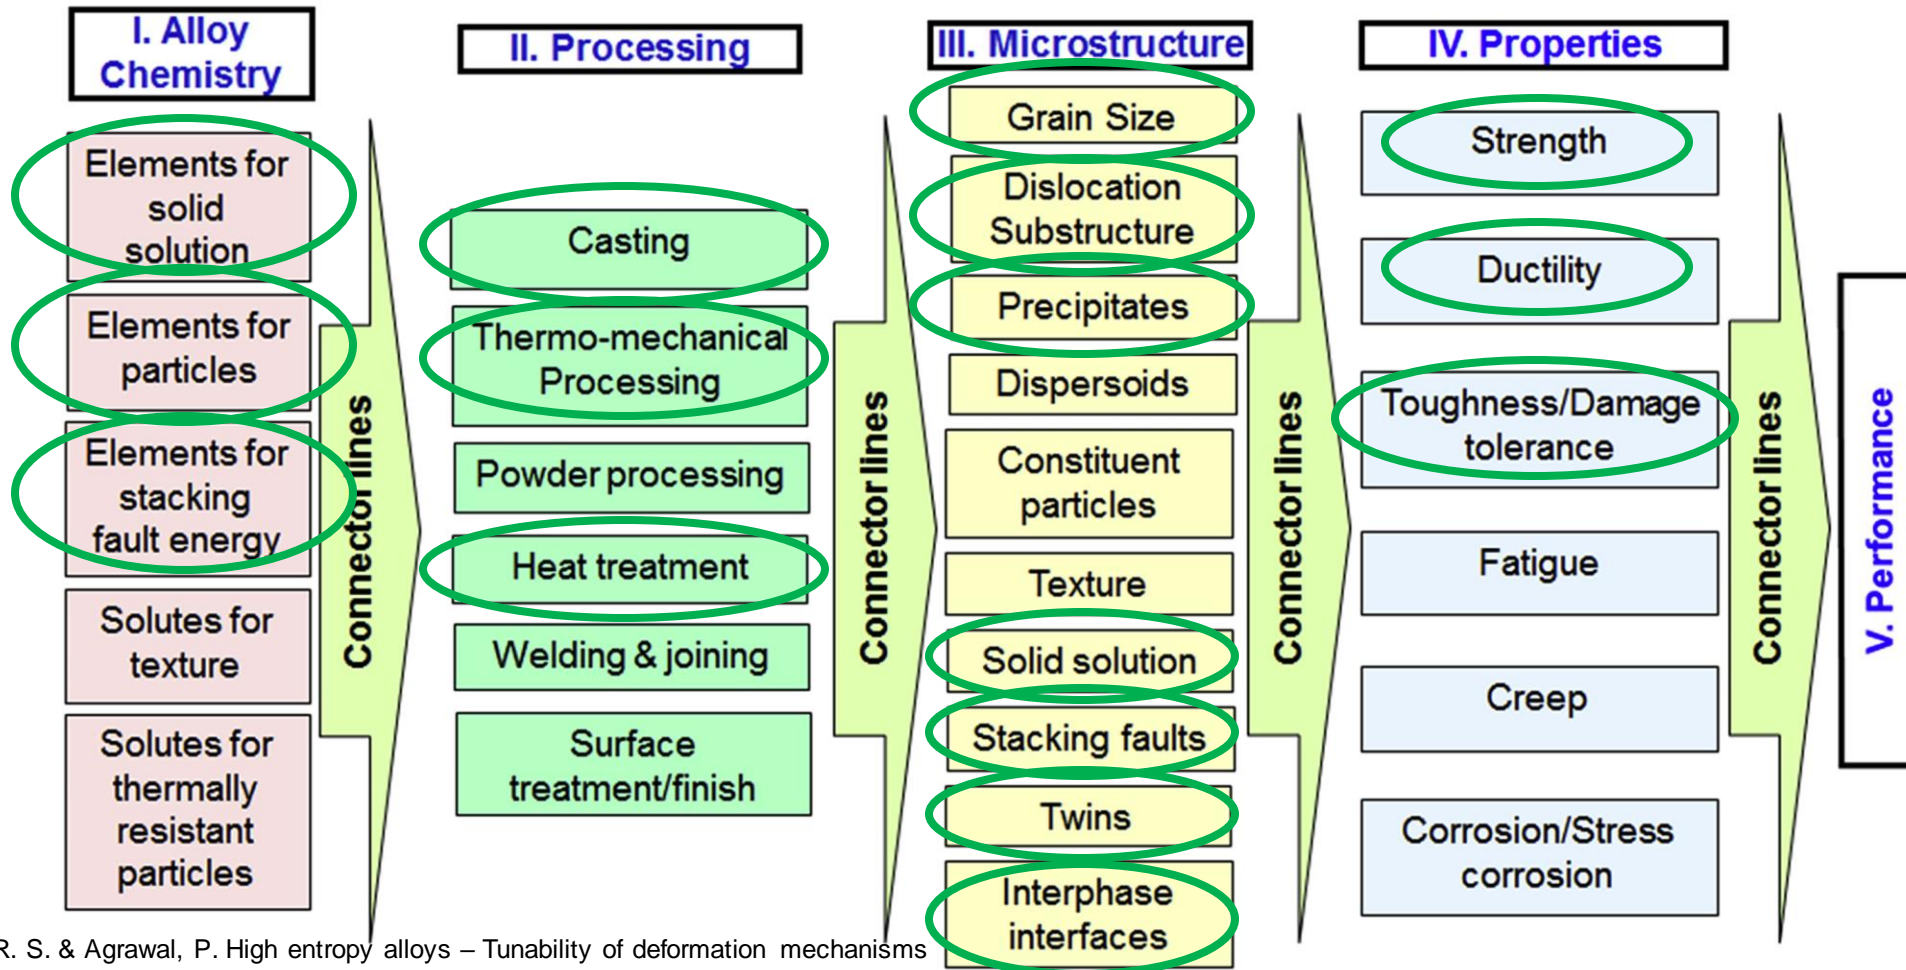 I. Alloy
Chemistry
Elements for
solid
solution
Elements for
particles
Elements for
stacking
fault energy
Solutes for
texture
Solutes for
thermally
resistant
particles
Connector lines
II. Processing
Casting
Thermo-mechanical
Processing
Powder processing
Heat treatment
Welding & joining
Surface
treatment/finish
Connector lines
III. Microstructure
Grain Size
Dislocation
Substructure
Precipitates
Dispersoids
Constituent
particles
Texture
Solid solution
Stacking faults
Twins
Interphase
interfaces
Connector lines
IV. Properties
Strength
Ductility
Toughness/Damage
tolerance
Fatigue
Creep
Corrosion/Stress
corrosion
Connector lines
V. Performance
R. S. & Agrawal, P. High entropy alloys – Tunability of deformation mechanisms